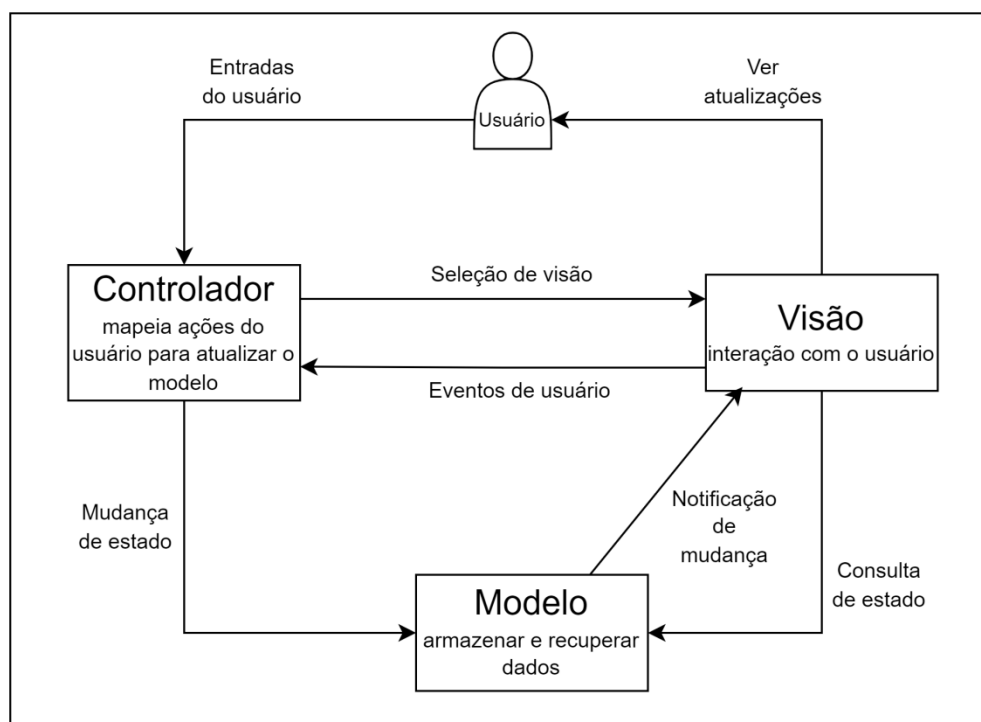 Entradas
do usuário
Ver
atualizações
Usuário
Controlador
mapeia ações do
usuário para atualizar o
modelo
Seleção de visão
Visão
interação com o usuário
Eventos de usuário
Mudança
de estado
Notificação
de
mudança
Consulta
de estado
Modelo
armazenar e recuperar
dados